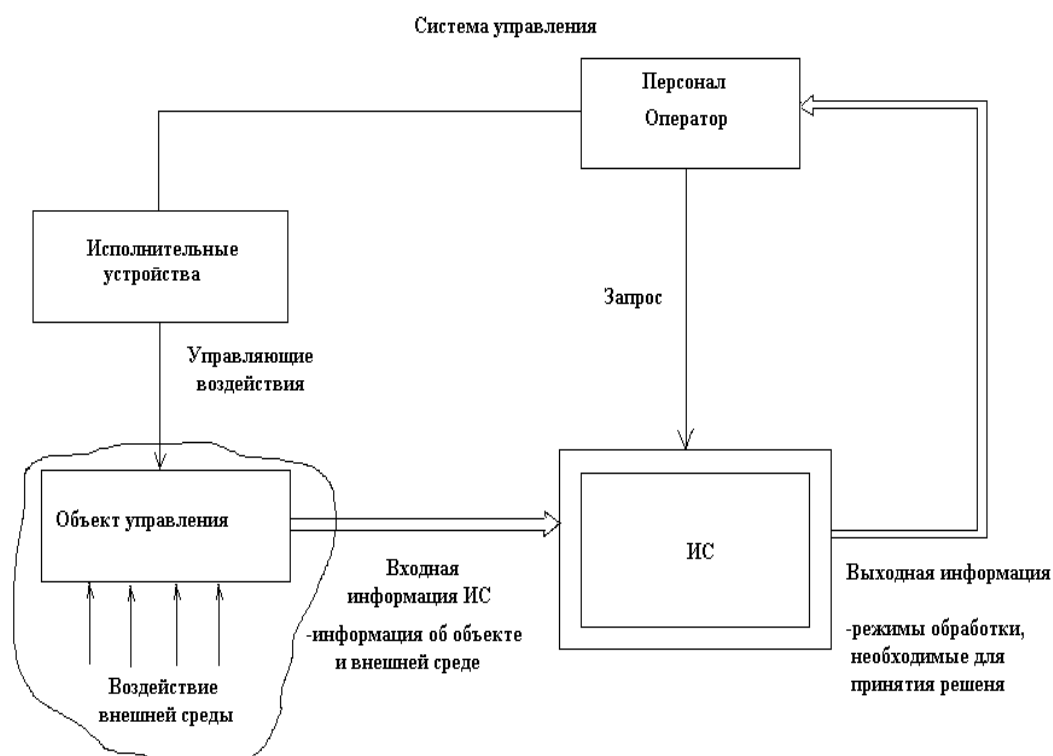 Система управления
Персонал
Оператор
Исполнительные
устройства
Запрос
Управляющие
воздействия
Объект управления
ИС
Входная
информация ИС
-информация об объекте
и внешней среде
Выходная информация
-режимы обработки,
необходимые для
принятия решеня
Воздействие
внешней среды